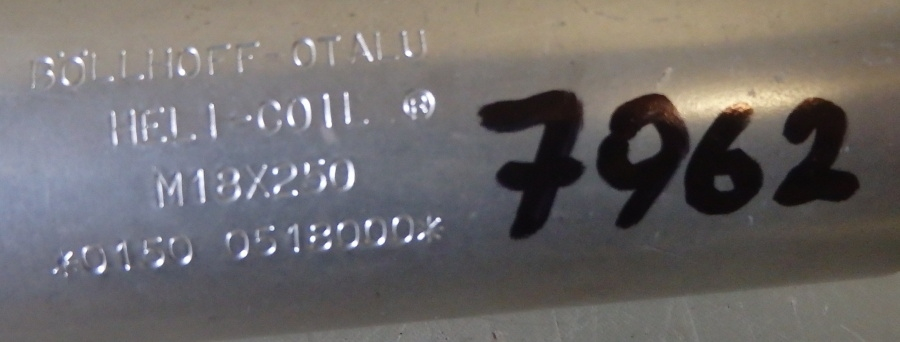 BÖLLHOFF-OTALU
HELI-COIL ®
M18X250
*0150 0518000*
7962